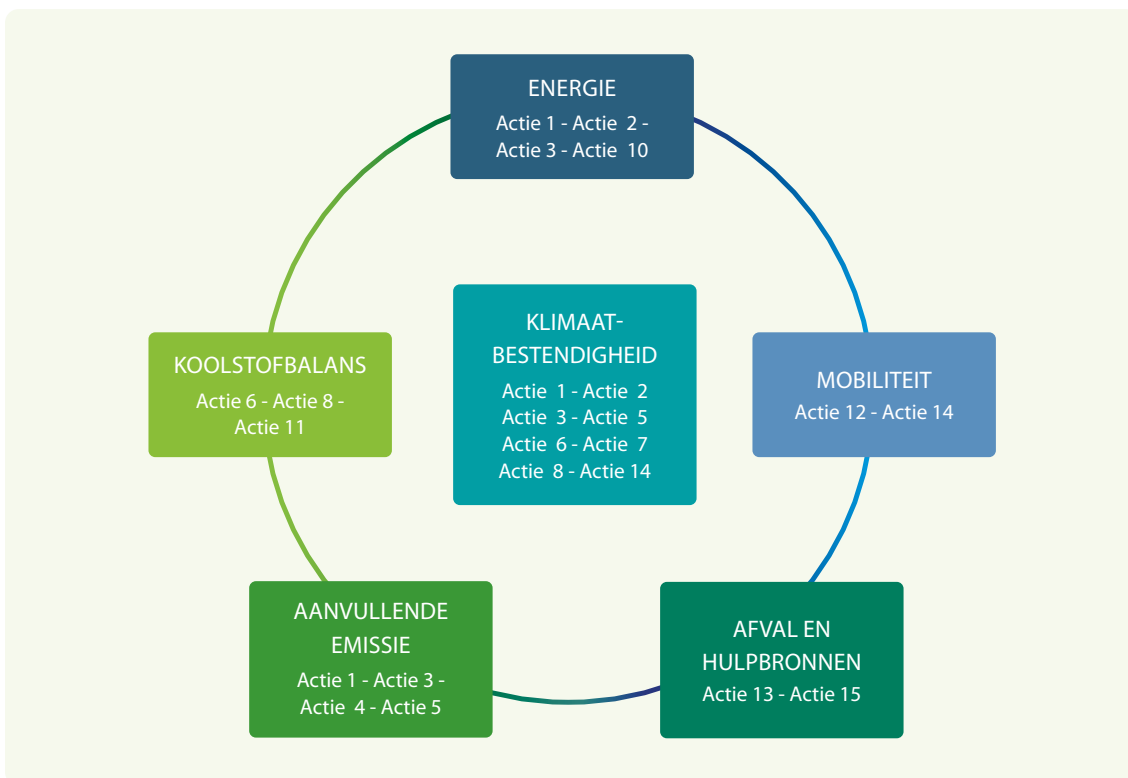 ENERGIE
Actie 1 - Actie 2 -
Actie 3 - Actie 10
KLIMAAT-
BESTENDIGHEID
Actie 1 - Actie 2
Actie 3 - Actie 5
Actie 6 - Actie 7
Actie 8 - Actie 14
KOOLSTOFBALANS
Actie 6 - Actie 8 -
Actie 11
MOBILITEIT
Actie 12 - Actie 14
AANVULLENDE
EMISSIE
Actie 1 - Actie 3 -
Actie 4 - Actie 5
AFVAL EN
HULPBRONNEN
Actie 13 - Actie 15